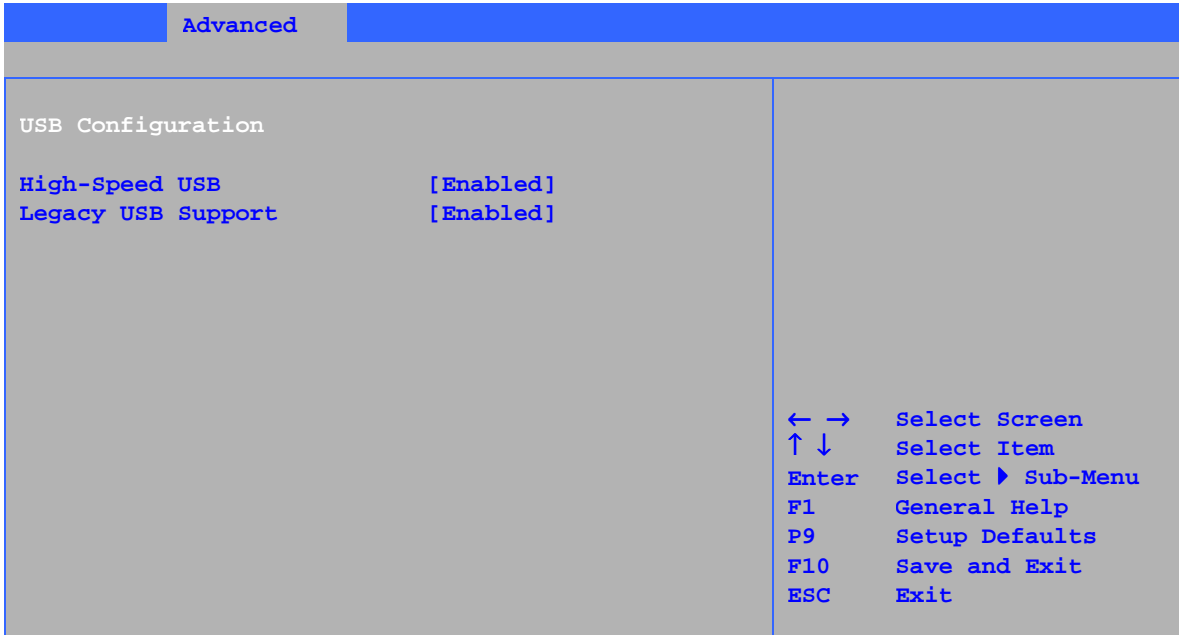 Advanced
USB Configuration
High-Speed USB [Enabled]
Legacy USB Support [Enabled]
← → Select Screen
↑ ↓ Select Item
Enter Select ▶ Sub-Menu
F1 General Help
P9 Setup Defaults
F10 Save and Exit
ESC Exit